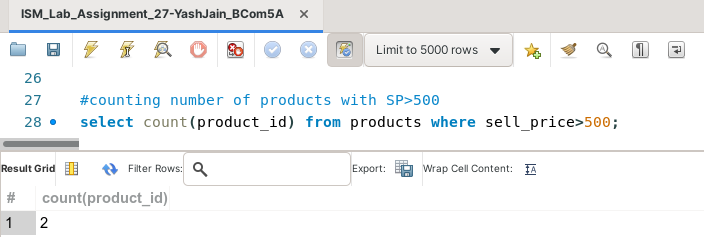 ISM_Lab_Assignment_27-YashJain_BCom5A ×
Limit to 5000 rows
26
27 #counting number of products with SP>500
28 select count(product_id) from products where sell_price>500;
Result Grid Filter Rows: Export: Wrap Cell Content: IA
# count(product_id)
1 2